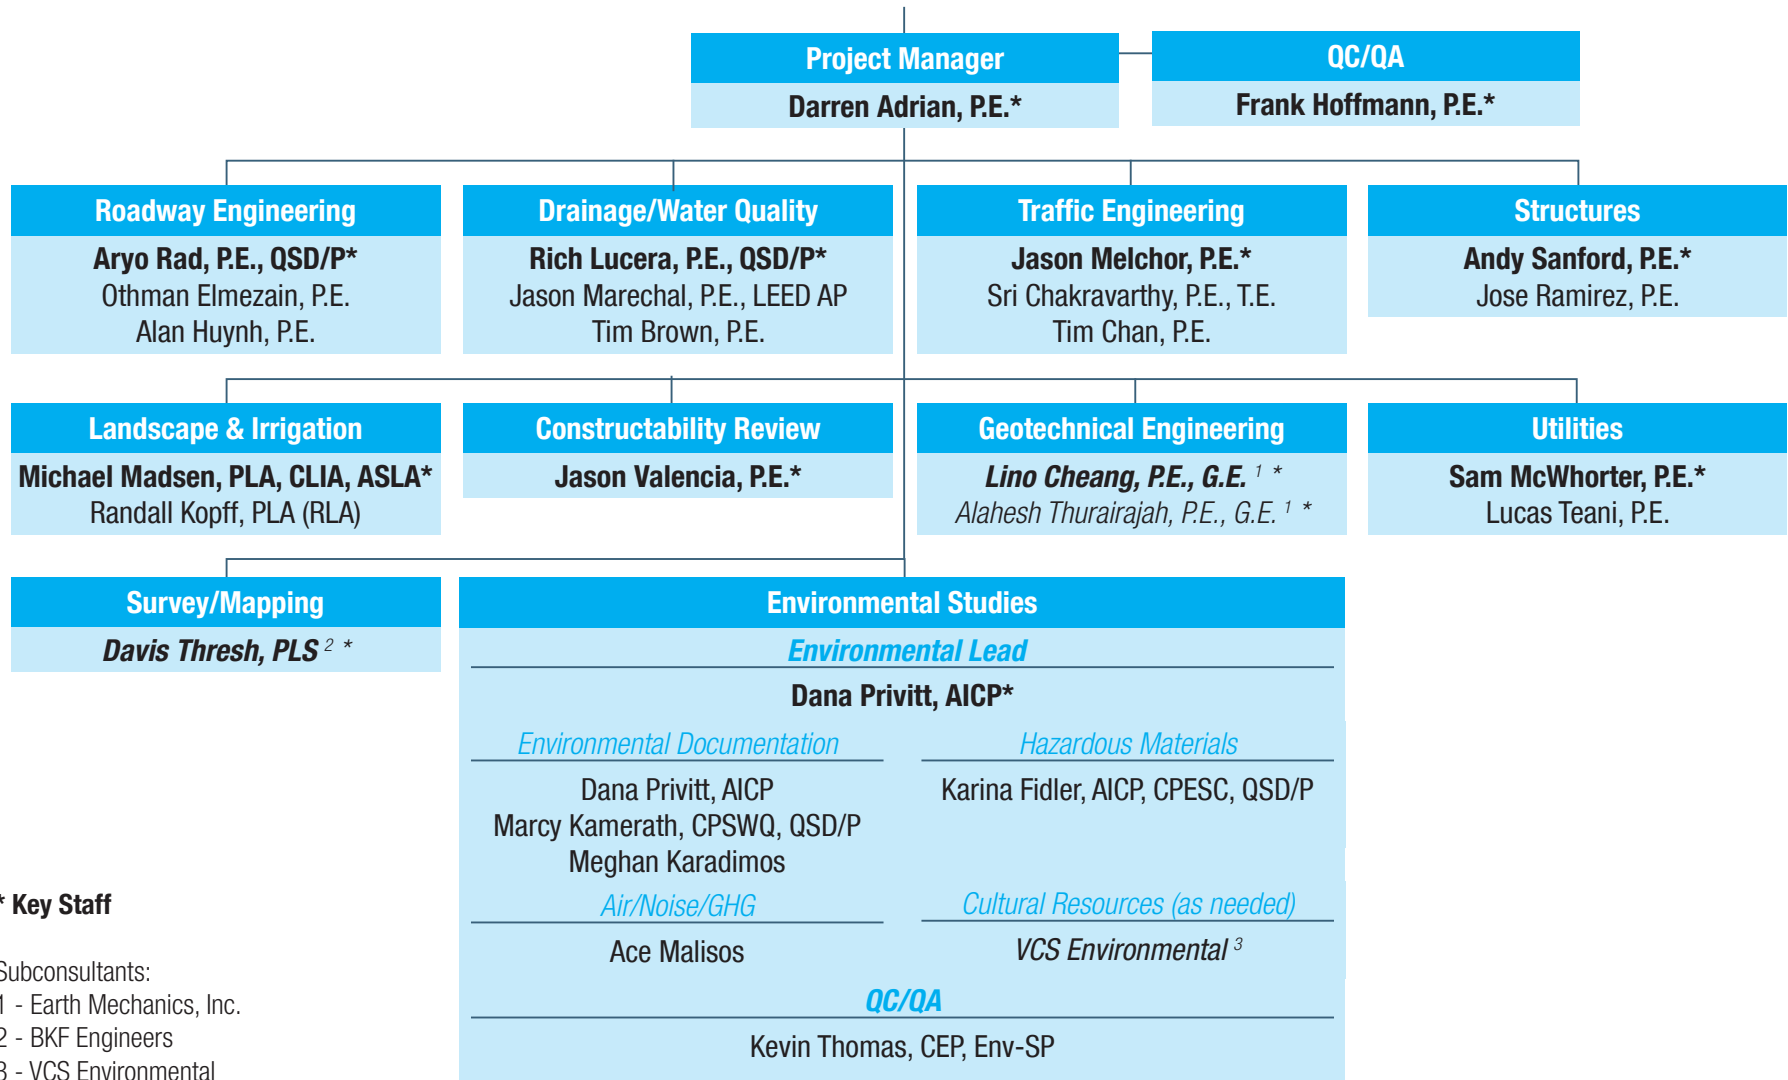 Project Manager
Darren Adrian, P.E.*
QC/QA
Frank Hoffmann, P.E.*
Roadway Engineering
Aryo Rad, P.E., QSD/P*
Othman Elmezain, P.E.
Alan Huynh, P.E.
Drainage/Water Quality
Rich Lucera, P.E., QSD/P*
Jason Marechal, P.E., LEED AP
Tim Brown, P.E.
Traffic Engineering
Jason Melchor, P.E.*
Sri Chakravarthy, P.E., T.E.
Tim Chan, P.E.
Structures
Andy Sanford, P.E.*
Jose Ramirez, P.E.
Landscape & Irrigation
Michael Madsen, PLA, CLIA, ASLA*
Randall Kopff, PLA (RLA)
Constructability Review
Jason Valencia, P.E.*
Geotechnical Engineering
Lino Cheang, P.E., G.E. 1 *
Alahesh Thurairajah, P.E., G.E. 1 *
Utilities
Sam McWhorter, P.E.*
Lucas Teani, P.E.
Survey/Mapping
Davis Thresh, PLS 2 *
Environmental Studies
Environmental Lead
Dana Privitt, AICP*
Environmental Documentation
Dana Privitt, AICP
Marcy Kamerath, CPSWQ, QSD/P
Meghan Karadimos
Hazardous Materials
Karina Fidler, AICP, CPESC, QSD/P
Air/Noise/GHG
Ace Malisos
Cultural Resources (as needed)
VCS Environmental 3
QC/QA
Kevin Thomas, CEP, Env-SP
* Key Staff
Subconsultants:
1 - Earth Mechanics, Inc.
2 - BKF Engineers
3 - VCS Environmental